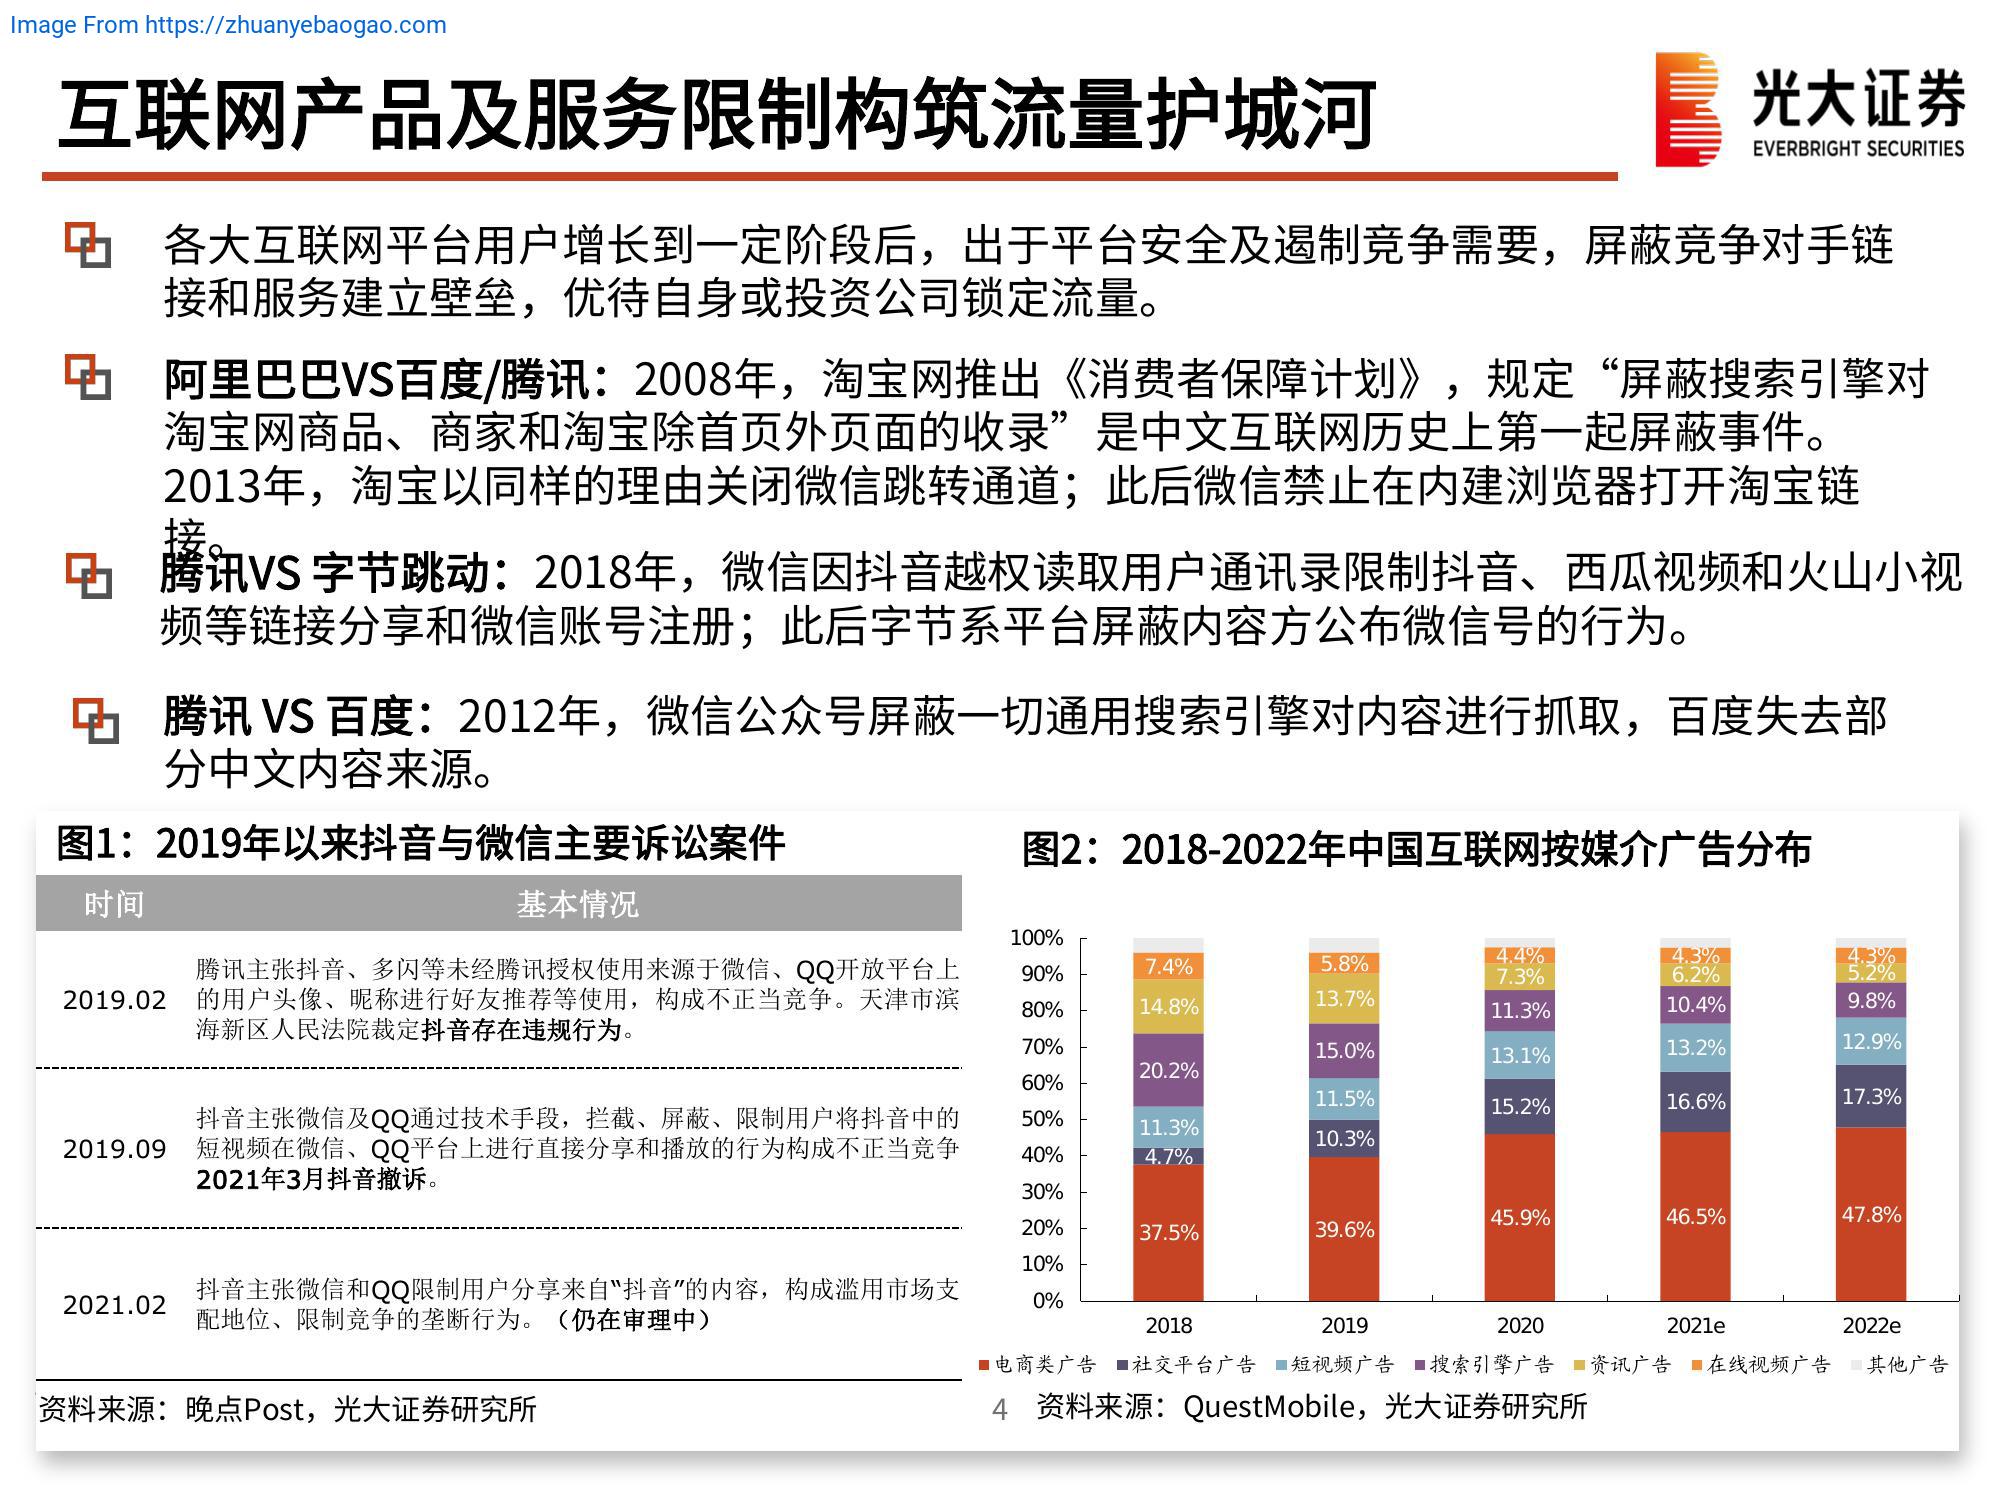 Image From https://zhuanyebaogao.com
互联网产品及服务限制构筑流量护城河
光大证券
EVERBRIGHT SECURITIES
各大互联网平台用户增长到一定阶段后，出于平台安全及遏制竞争需要，屏蔽竞争对手链
接和服务建立壁垒，优待自身或投资公司锁定流量。
阿里巴巴VS百度/腾讯：2008年，淘宝网推出《消费者保障计划》，规定“屏蔽搜索引擎对
淘宝网商品、商家和淘宝除首页外页面的收录”是中文互联网历史上第一起屏蔽事件。
2013年，淘宝以同样的理由关闭微信跳转通道；此后微信禁止在内建浏览器打开淘宝链
接。
腾讯VS 字节跳动：2018年，微信因抖音越权读取用户通讯录限制抖音、西瓜视频和火山小视
频等链接分享和微信账号注册；此后字节系平台屏蔽内容方公布微信号的行为。
腾讯 VS 百度：2012年，微信公众号屏蔽一切通用搜索引擎对内容进行抓取，百度失去部
分中文内容来源。
图1：2019年以来抖音与微信主要诉讼案件
时间 基本情况
2019.02
腾讯主张抖音、多闪等未经腾讯授权使用来源于微信、QQ开放平台上
的用户头像、昵称进行好友推荐等使用，构成不正当竞争。天津市滨
海新区人民法院裁定抖音存在违规行为。
2019.09
抖音主张微信及QQ通过技术手段，拦截、屏蔽、限制用户将抖音中的
短视频在微信、QQ平台上进行直接分享和播放的行为构成不正当竞争
2021年3月抖音撤诉。
2021.02
抖音主张微信和QQ限制用户分享来自“抖音”的内容，构成滥用市场支
配地位、限制竞争的垄断行为。（仍在审理中）
资料来源：晚点Post，光大证券研究所
图2：2018-2022年中国互联网按媒介广告分布
100%
90%
80%
70%
60%
50%
40%
30%
20%
10%
0%
7.4%
14.8%
20.2%
11.3%
4.7%
37.5%
5.8%
13.7%
15.0%
11.5%
10.3%
39.6%
4.4%
7.3%
11.3%
13.1%
15.2%
45.9%
4.3%
6.2%
10.4%
13.2%
16.6%
46.5%
4.3%
5.2%
9.8%
12.9%
17.3%
47.8%
2018 2019 2020 2021e 2022e
电商类广告 社交平台广告 短视频广告 搜索引擎广告 资讯广告 在线视频广告 其他广告
4
资料来源：QuestMobile，光大证券研究所